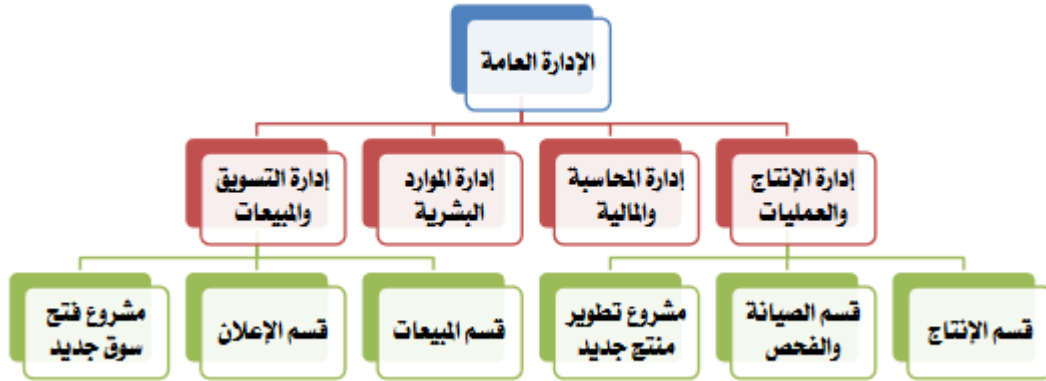 الإدارة العامة
إدارة الإنتاج
والعمليات
إدارة المحاسبة
والمالية
إدارة الموارد
البشرية
إدارة التسويق
والمبيعات
قسم الإنتاج
قسم الصيانة
والفحص
مشروع تطوير
منتج جديد
قسم المبيعات
قسم الإعلان
مشروع فتح
سوق جديد